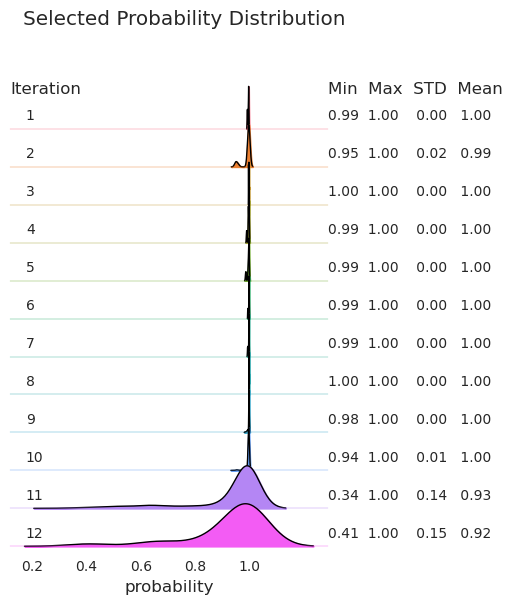 Selected Probability Distribution
Iteration Min Max STD Mean
1 0.99 1.00 0.00 1.00
2 0.95 1.00 0.02 0.99
3 1.00 1.00 0.00 1.00
4 0.99 1.00 0.00 1.00
5 0.99 1.00 0.00 1.00
6 0.99 1.00 0.00 1.00
7 0.99 1.00 0.00 1.00
8 1.00 1.00 0.00 1.00
9 0.98 1.00 0.00 1.00
10 0.94 1.00 0.01 1.00
11 0.34 1.00 0.14 0.93
12 0.41 1.00 0.15 0.92
0.2 0.4 0.6 0.8 1.0
probability